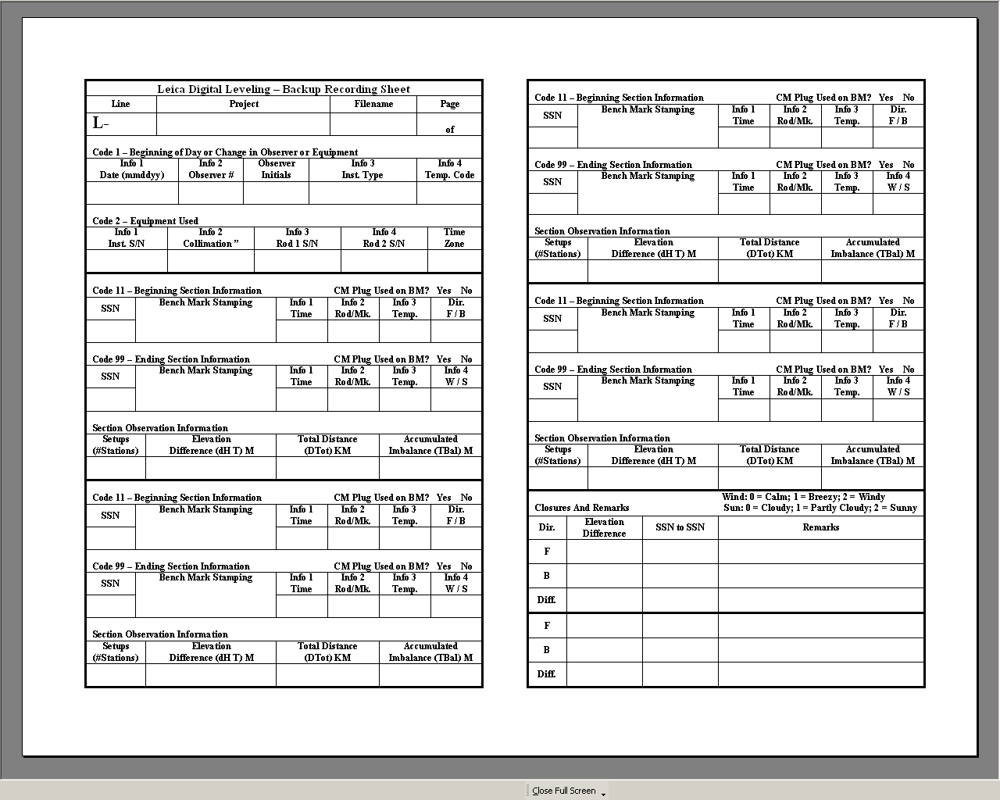 Leica Digital Leveling – Backup Recording Sheet
Line Project Filename Page
L- of
Code 1 – Beginning of Day or Change in Observer or Equipment
Info 1 Info 2 Observer Info 3 Info 4
Date (mmddyy) Observer # Initials Inst. Type Temp. Code
Code 2 – Equipment Used
Info 1 Info 2 Info 3 Info 4 Time
Inst. S/N Collimation ” Rod 1 S/N Rod 2 S/N Zone
Code 11 – Beginning Section Information CM Plug Used on BM? Yes No
SSN Bench Mark Stamping Info 1 Info 2 Info 3 Dir.
Time Rod/Mk. Temp. F / B
Code 99 – Ending Section Information CM Plug Used on BM? Yes No
SSN Bench Mark Stamping Info 1 Info 2 Info 3 Info 4
Time Rod/Mk. Temp. W / S
Section Observation Information
Setups Elevation Total Distance Accumulated
(#Stations) Difference (dH T) M (DTot) KM Imbalance (TBal) M
Code 11 – Beginning Section Information CM Plug Used on BM? Yes No
SSN Bench Mark Stamping Info 1 Info 2 Info 3 Dir.
Time Rod/Mk. Temp. F / B
Code 99 – Ending Section Information CM Plug Used on BM? Yes No
SSN Bench Mark Stamping Info 1 Info 2 Info 3 Info 4
Time Rod/Mk. Temp. W / S
Section Observation Information
Setups Elevation Total Distance Accumulated
(#Stations) Difference (dH T) M (DTot) KM Imbalance (TBal) M
Code 11 – Beginning Section Information CM Plug Used on BM? Yes No
SSN Bench Mark Stamping Info 1 Info 2 Info 3 Dir.
Time Rod/Mk. Temp. F / B
Code 99 – Ending Section Information CM Plug Used on BM? Yes No
SSN Bench Mark Stamping Info 1 Info 2 Info 3 Info 4
Time Rod/Mk. Temp. W / S
Section Observation Information
Setups Elevation Total Distance Accumulated
(#Stations) Difference (dH T) M (DTot) KM Imbalance (TBal) M
Code 11 – Beginning Section Information CM Plug Used on BM? Yes No
SSN Bench Mark Stamping Info 1 Info 2 Info 3 Dir.
Time Rod/Mk. Temp. F / B
Code 99 – Ending Section Information CM Plug Used on BM? Yes No
SSN Bench Mark Stamping Info 1 Info 2 Info 3 Info 4
Time Rod/Mk. Temp. W / S
Section Observation Information
Setups Elevation Total Distance Accumulated
(#Stations) Difference (dH T) M (DTot) KM Imbalance (TBal) M
Wind: 0 = Calm; 1 = Breezy; 2 = Windy
Closures And Remarks Sun: 0 = Cloudy; 1 = Partly Cloudy; 2 = Sunny
Dir. Elevation Difference SSN to SSN Remarks
F
B
Diff.
F
B
Diff.
Close Full Screen